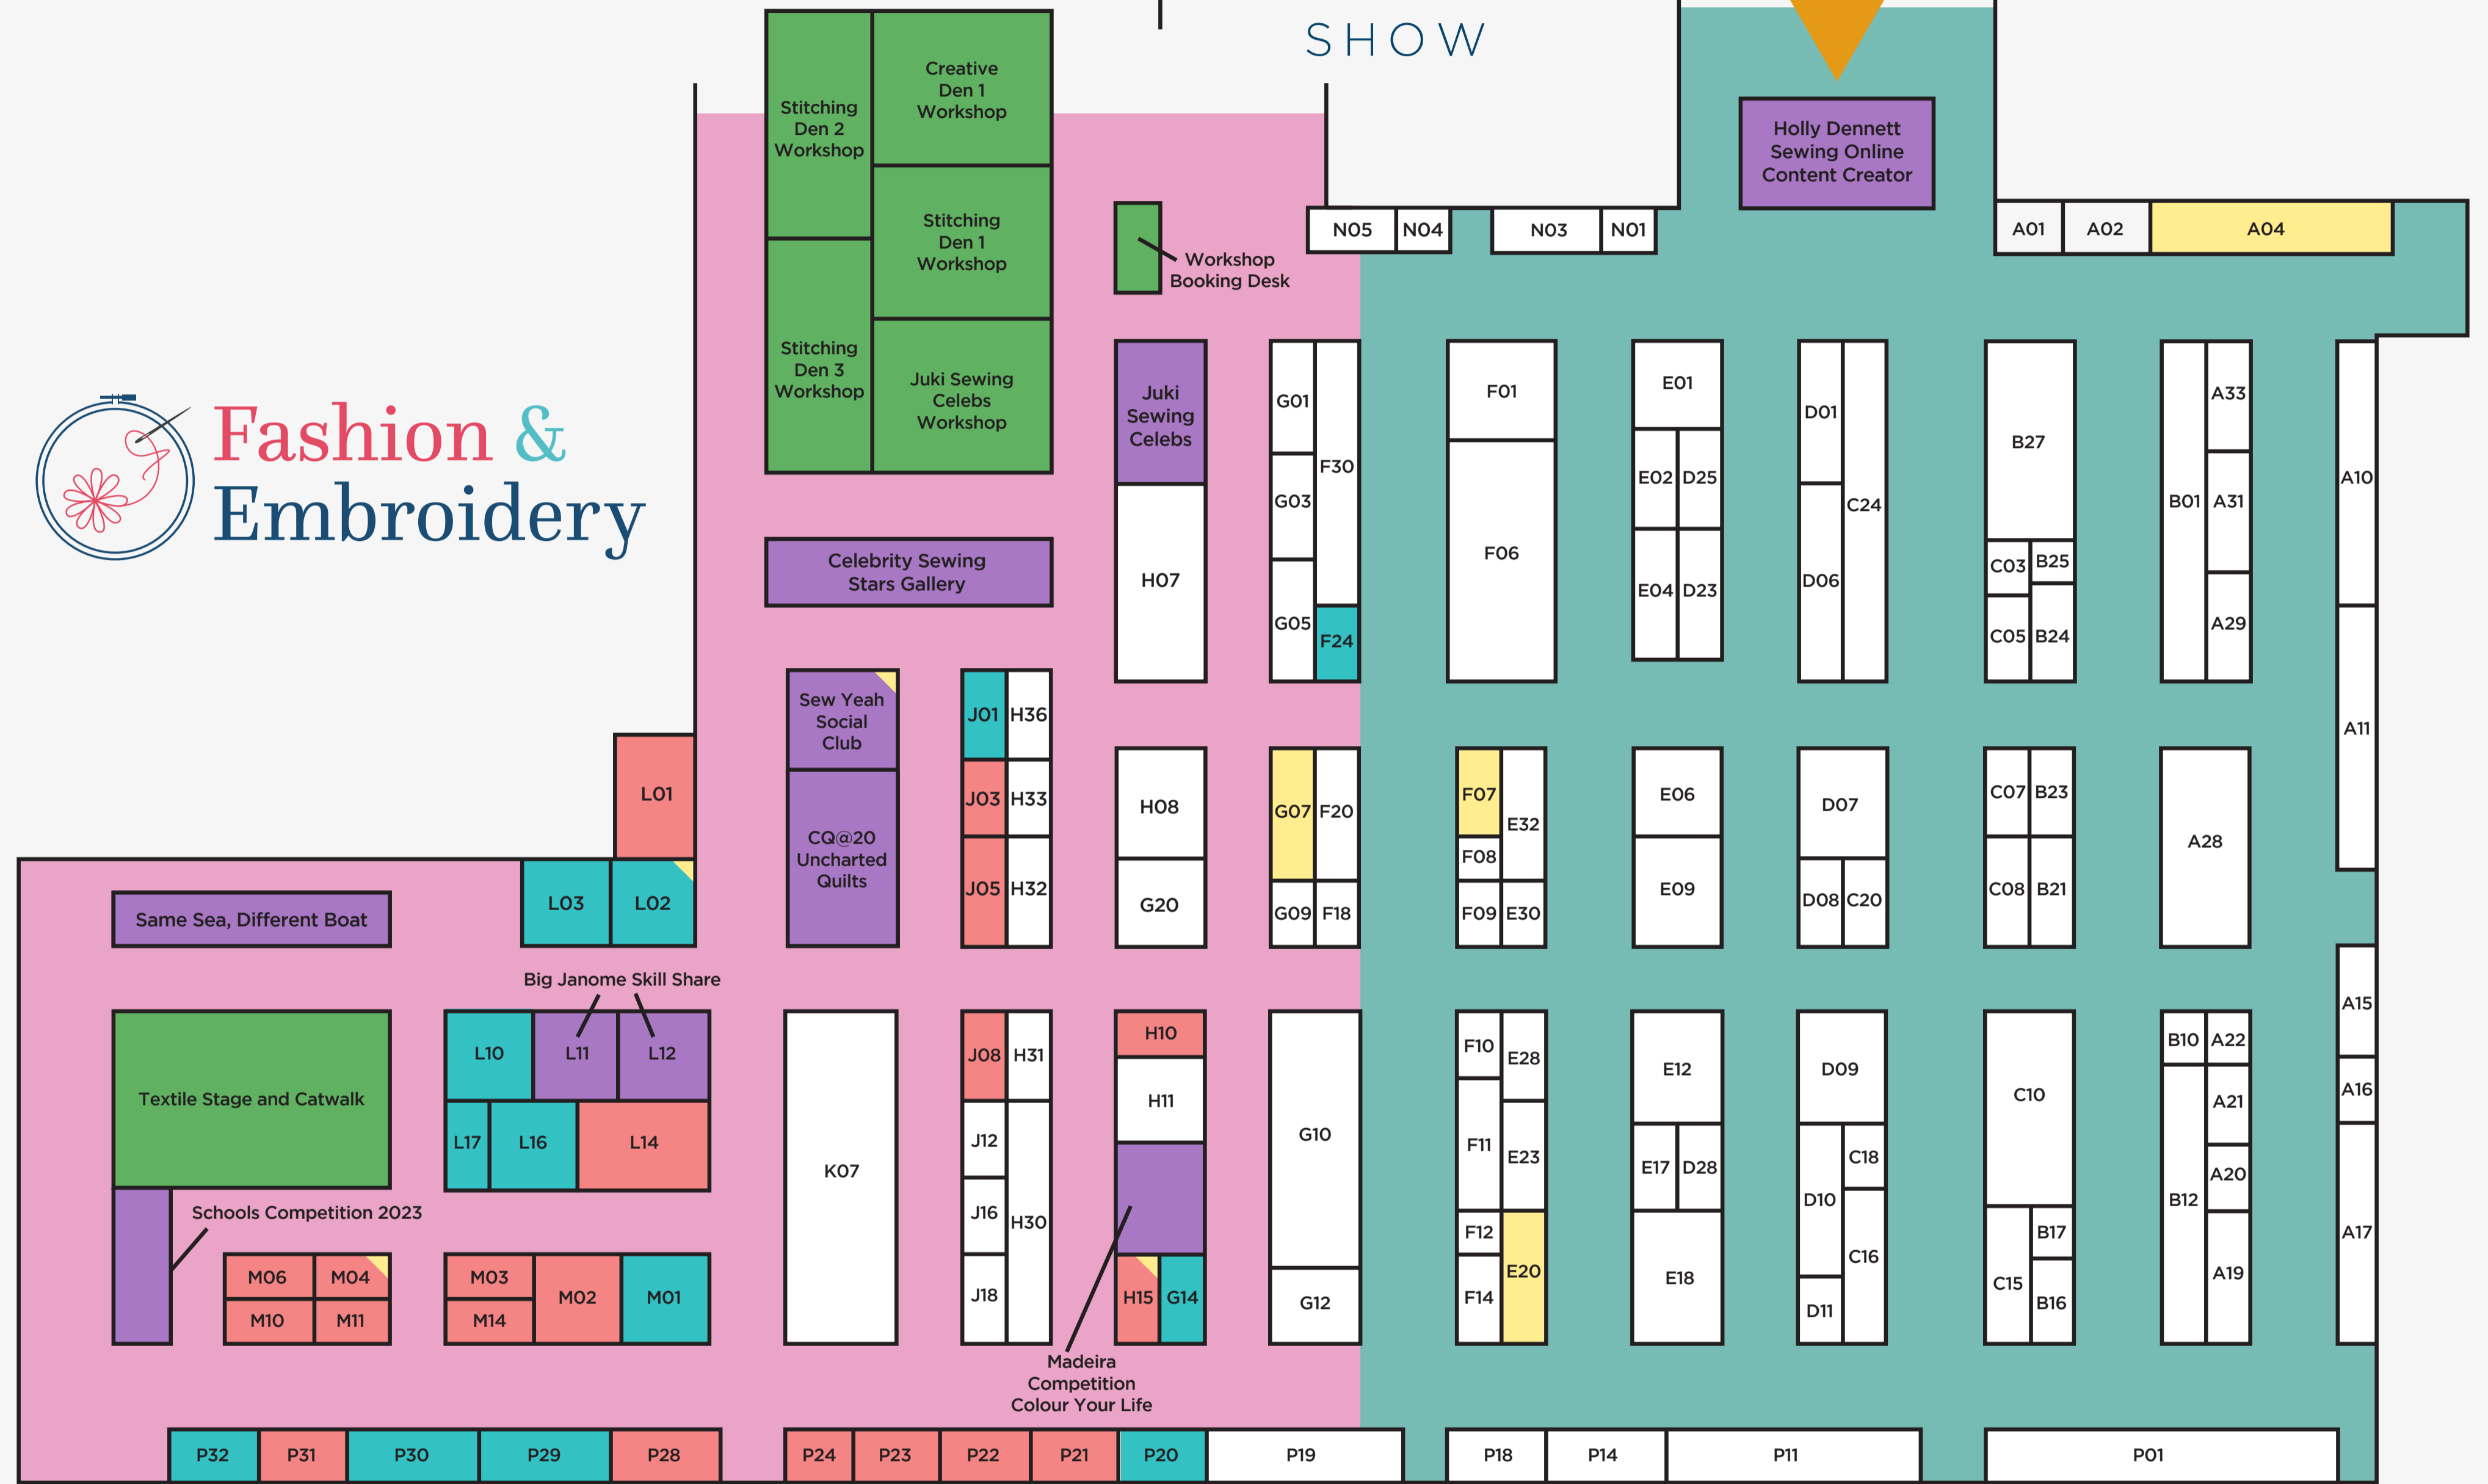 SHOW
Stitching
Den 2
Workshop
Creative
Den 1
Workshop
Stitching
Den 1
Workshop
Stitching
Den 3
Workshop
Juki Sewing
Celebs
Workshop
Workshop
Booking Desk
Holly Dennett
Sewing Online
Content Creator
N05
N04
N03
N01
A01
A02
A04
Fashion &
Embroidery
Juki
Sewing
Celebs
H07
G01
G03
G05
F30
F24
F01
F06
E01
E02
D25
E04
D23
D01
D06
C24
B27
C03
B25
C05
B24
B01
A33
A31
A29
A10
A11
Celebrity Sewing
Stars Gallery
Sew Yeah
Social
Club
CQ@20
Uncharted
Quilts
J01
H36
J03
H33
J05
H32
L01
L03
L02
H08
G20
G07
F20
G09
F18
F07
E32
F08
F09
E30
E06
E09
D07
D08
C20
C07
B23
C08
B21
A28
Same Sea, Different Boat
Big Janome Skill Share
Textile Stage and Catwalk
L10
L11
L12
L17
L16
L14
Schools Competition 2023
M06
M04
M10
M11
M03
M14
M02
M01
K07
J08
H31
J12
J16
J18
H30
H10
H11
H15
G14
Madeira
Competition
Colour Your Life
G10
G12
F10
E28
F11
E23
F12
E20
F14
E12
E17
D28
E18
D09
D10
C18
C16
D11
C10
C15
B17
B16
B10
A22
B12
A21
A20
A19
A15
A16
A17
P32
P31
P30
P29
P28
P24
P23
P22
P21
P20
P19
P18
P14
P11
P01